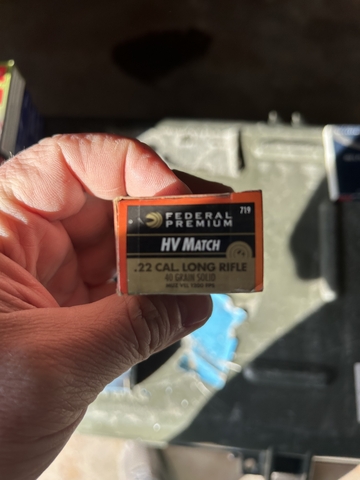 719
FEDERAL
PREMIUM
HV MATCH
.22 CAL. LONG RIFLE
40 GRAIN SOLID